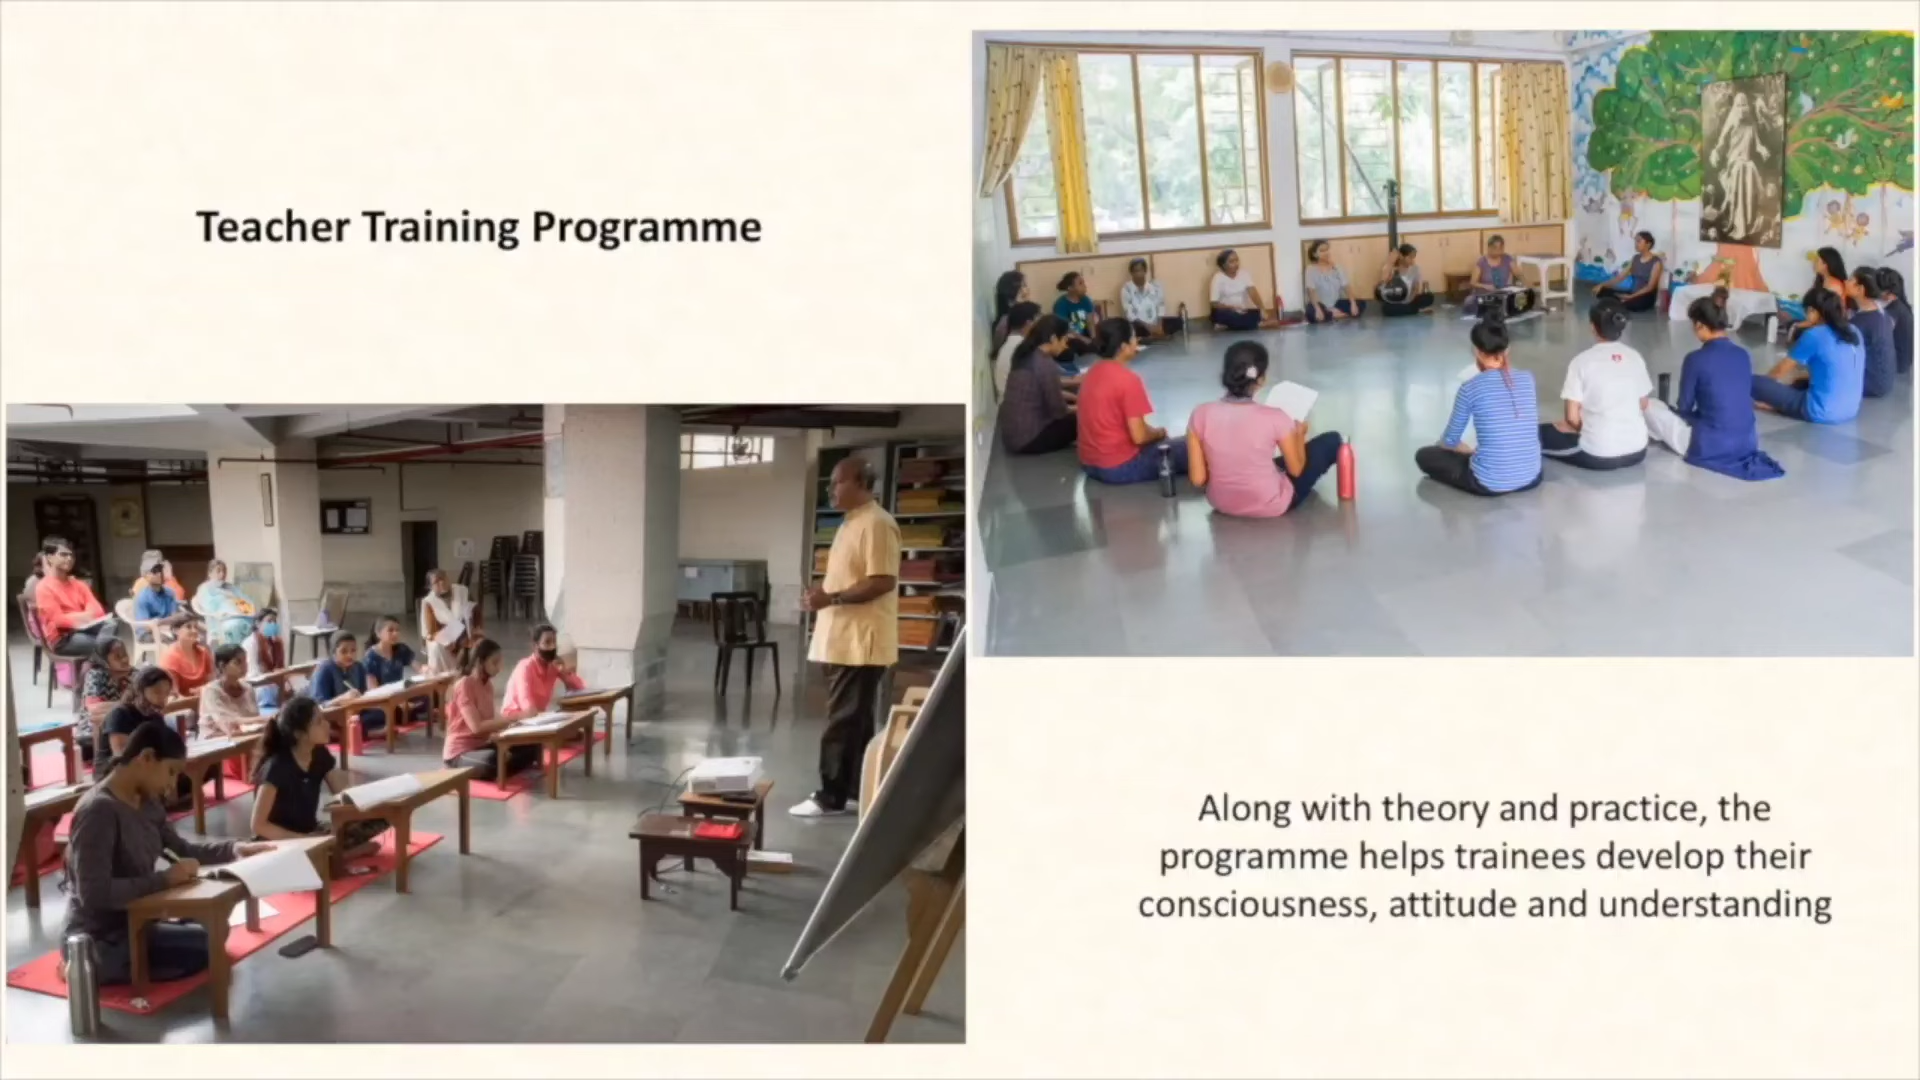 Teacher Training Programme
Along with theory and practice, the
programme helps trainees develop their
consciousness, attitude and understanding